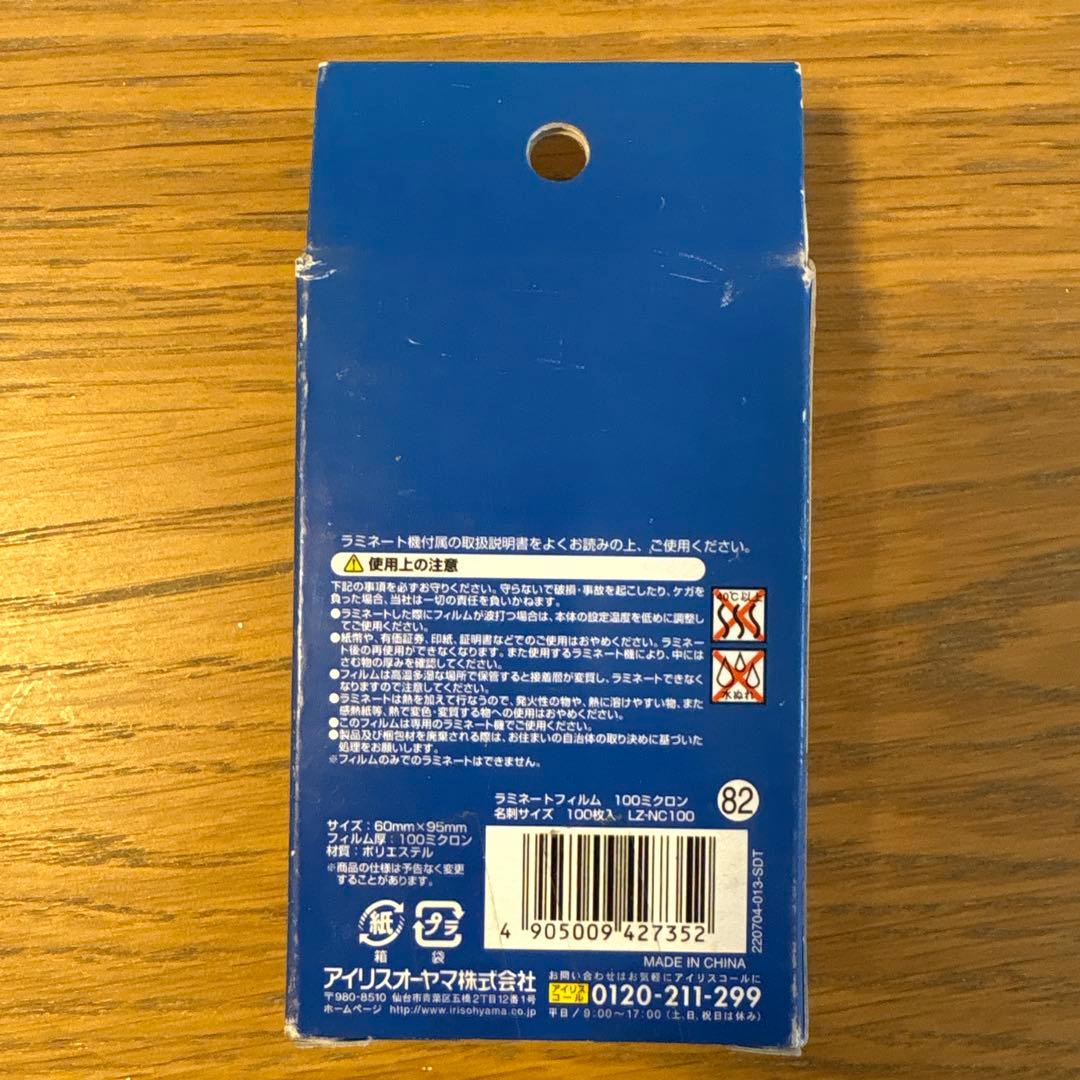 ラミネート機付属の取扱説明書をよくお読みの上、ご使用ください。
使用上の注意
下記の事項を必ずお守りください。守らないで破損・事故を起こしたり、ケガを
負った場合、当社は一切の責任を負いかねます。
●ラミネートした際にフィルムが波打つ場合は、本体の設定温度を低めに調整し
てご使用ください。
●紙幣や、有価証券、印紙、証明書などでのご使用はおやめください。ラミネー
ト後の再使用ができなくなります。また使用するラミネート機により、中には
さむ物の厚みを確認してください。
●フィルムは高温多湿な場所で保管すると接着層が変質し、ラミネートできなく
なりますので注意してください。
●ラミネートは熱を加えて行なうので、発火性の物や、熱に溶けやすい物、また
感熱紙等、熱で変色・変質する物への使用はおやめください。
●このフィルムは専用のラミネート機でご使用ください。
●製品及び梱包材を廃棄される際は、お住まいの自治体の取り決めに基づいた
処理をお願いします。
※フィルムのみでのラミネートはできません。
40℃以上
水ぬれ
ラミネートフィルム 100ミクロン
名刺サイズ 100枚入 LZ-NC100
82
サイズ：60mm×95mm
フィルム厚：100ミクロン
材質：ポリエステル
※商品の仕様は予告なく変更
することがあります。
紙
箱
プラ
袋
4 905009 427352
220704-013-SDT
MADE IN CHINA
アイリスオーヤマ株式会社
〒980-8510 仙台市青葉区五橋2丁目12番1号
ホームページ http://www.irisohyama.co.jp
お問い合わせはお気軽にアイリスコールに
アイリスコール 0120-211-299
平日／9:00〜17:00（土、日、祝日は休み）